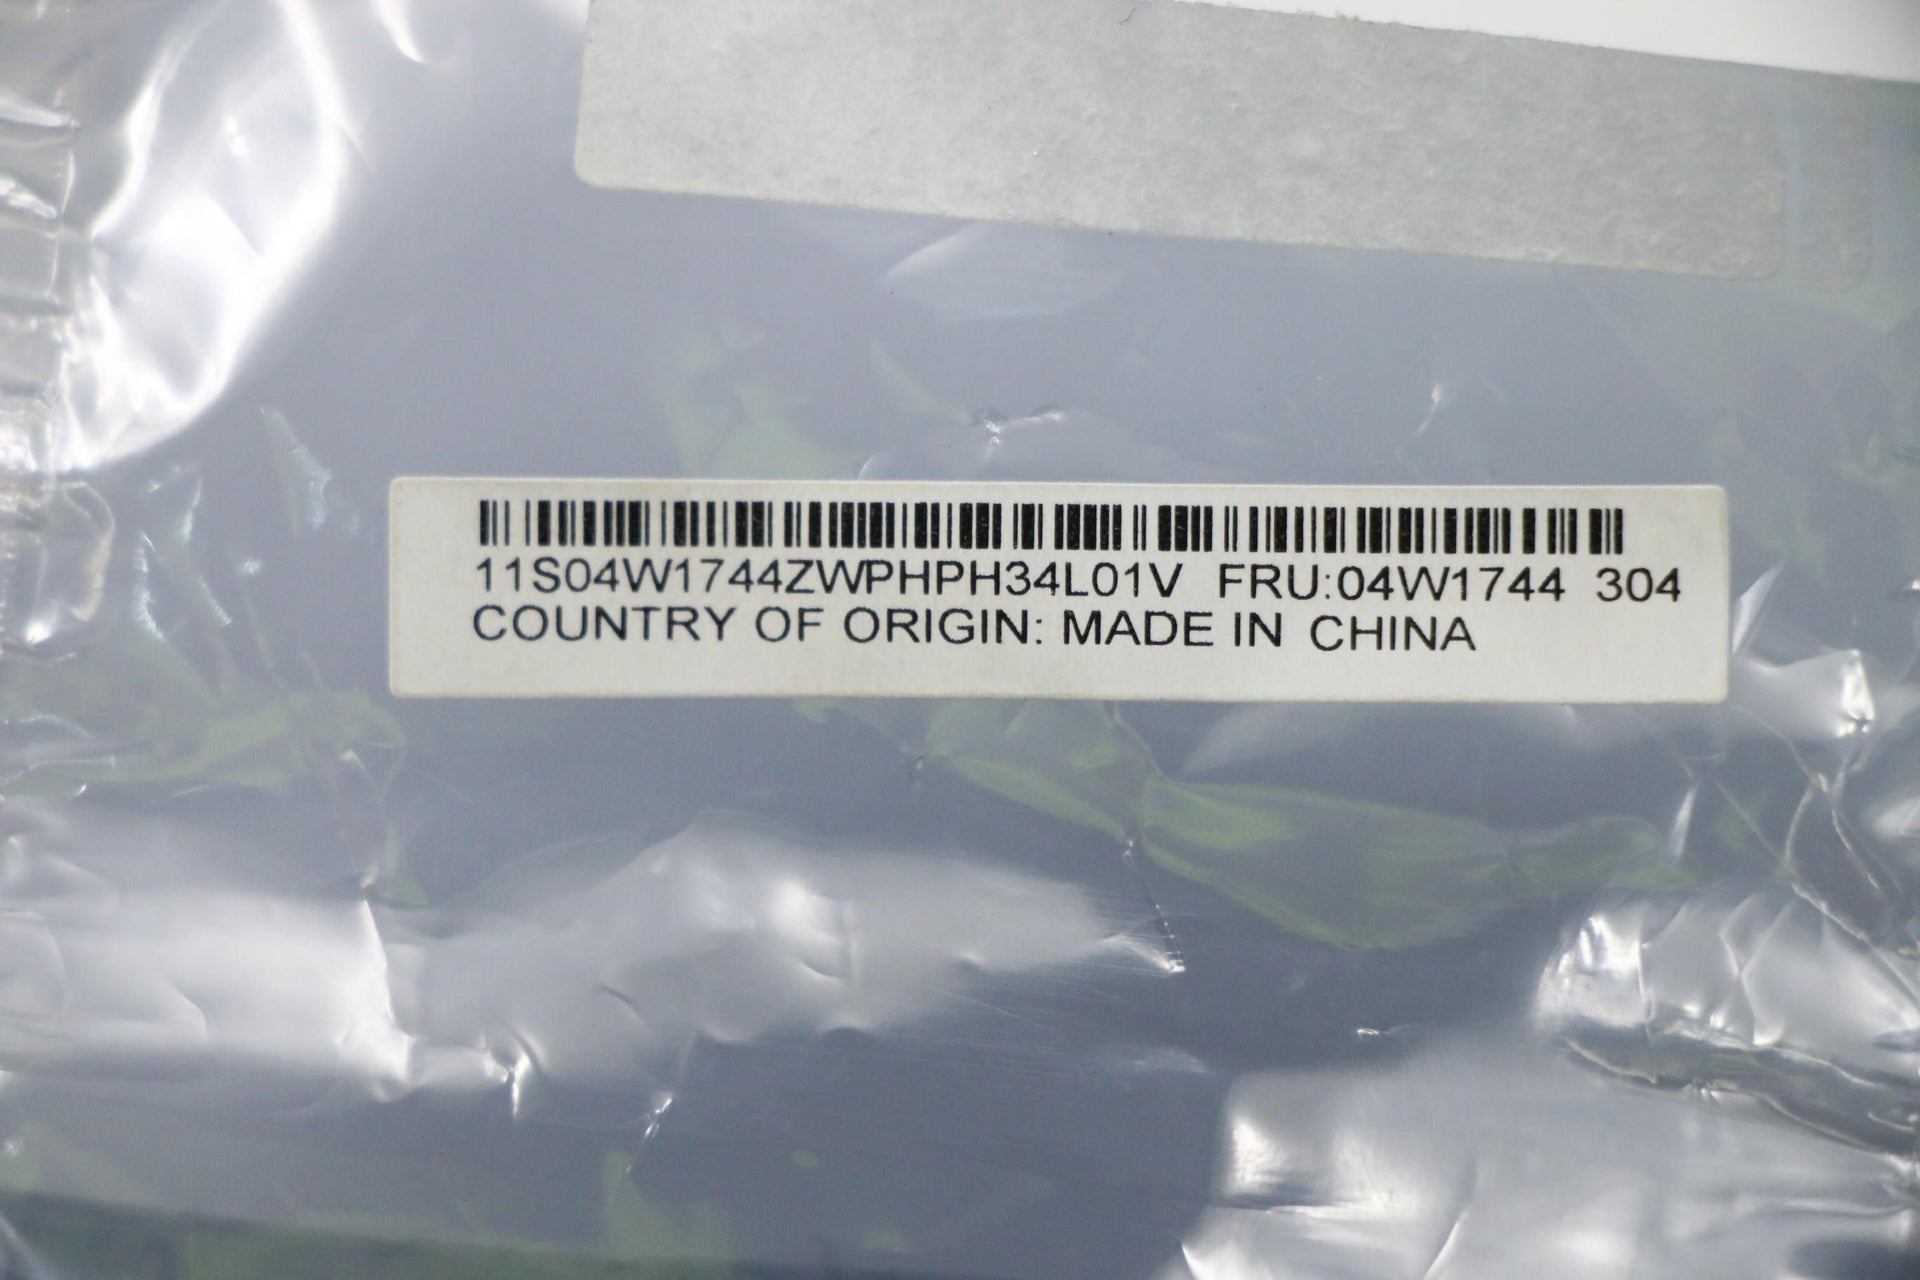 11S04W1744ZWPHPH34L01V FRU:04W1744 304
COUNTRY OF ORIGIN: MADE IN CHINA